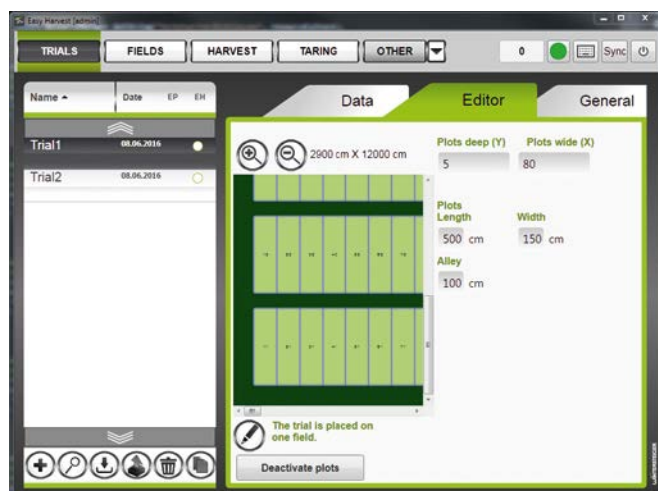 Easy Harvest [admin]
TRIALS FIELDS HARVEST TARING OTHER 0 Sync
Name Date EP EH
Data Editor General
Trial1 08.06.2016
Trial2 08.06.2016
2900 cm X 12000 cm
Plots deep (Y) Plots wide (X)
5 80
Plots
Length Width
500 cm 150 cm
Alley
100 cm
The trial is placed on
one field.
Deactivate plots